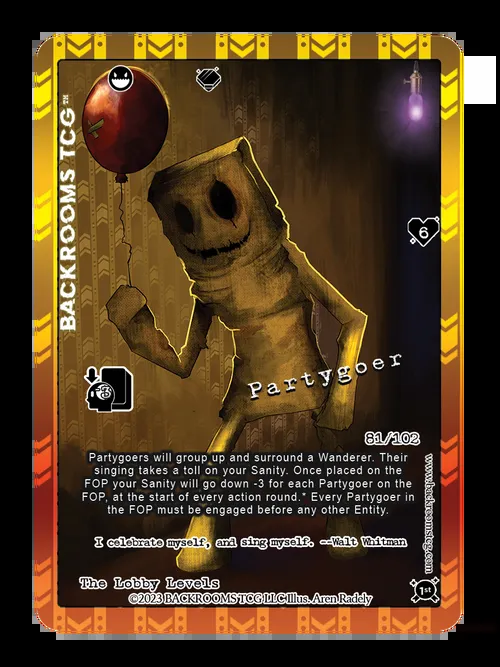 BACKROOMS TCG™
6
Partygoer
81/102
Partygoers will group up and surround a Wanderer. Their
singing takes a toll on your Sanity. Once placed on the
FOP your Sanity will go down -3 for each Partygoer on the
FOP, at the start of every action round.* Every Partygoer in
the FOP must be engaged before any other Entity.
www.backroomstcg.com
I celebrate myself, and sing myself. --Walt Whitman
The Lobby Levels
1st
©2023 BACKROOMS TCG LLC Illus. Aren Radely